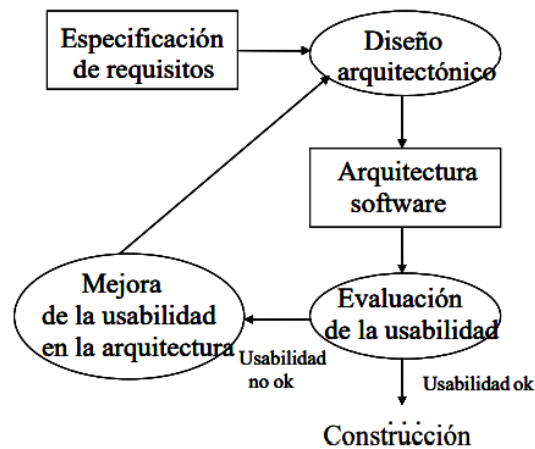 Especificación
de requisitos
Diseño
arquitectónico
Arquitectura
software
Mejora
de la usabilidad
en la arquitectura
Evaluación
de la usabilidad
Usabilidad
no ok
Usabilidad ok
. . .
Construcción